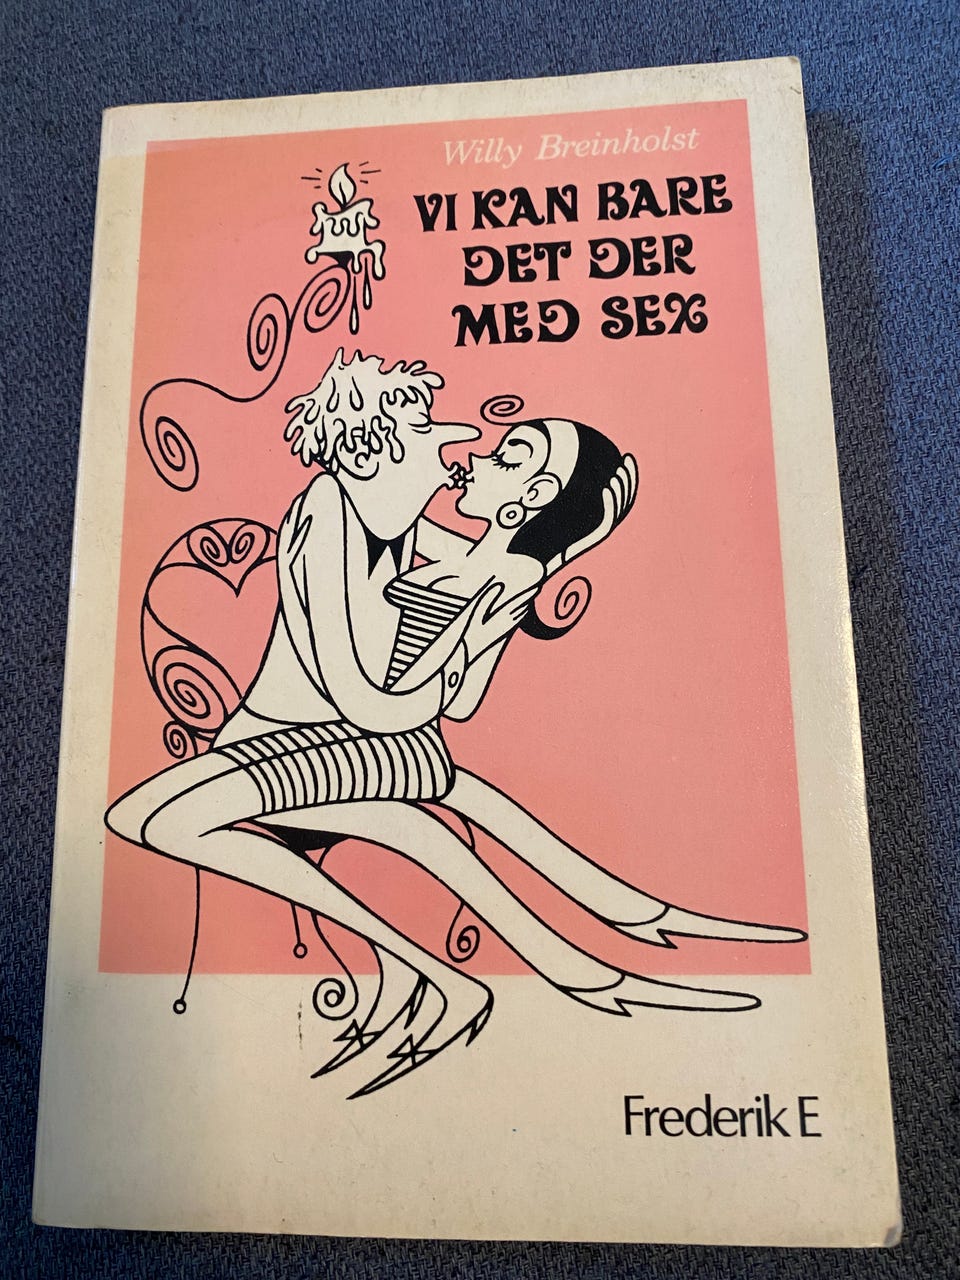 Willy Breinholst
VI KAN BARE
DET DER
MED SEX
Frederik E